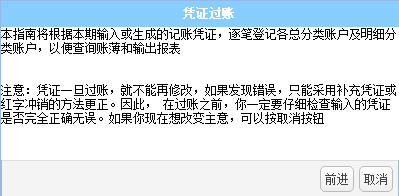 凭证过账
本指南将根据本期输入或生成的记账凭证，逐笔登记各总分类账户及明细分
类账户，以便查询账薄和输出报表
注意：凭证一旦过账，就不能再修改，如果发现错误，只能采用补充凭证或
红字冲销的方法更正。因此， 在过账之前，你一定要仔细检查输入的凭证
是否完全正确无误。如果你现在想改变主意，可以按取消按钮
前进 取消